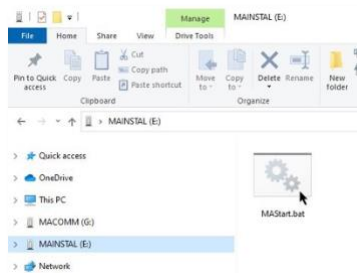 Manage
MAINSTAL (E:)
File
Home
Share
View
Drive Tools
Pin to Quick access
Copy
Paste
Cut
Copy path
Paste shortcut
Move to
Copy to
Delete
Rename
New folder
Clipboard
Organize
MAINSTAL (E:)
Quick access
OneDrive
This PC
MACOMM (G:)
MAINSTAL (E:)
Network
MAStart.bat